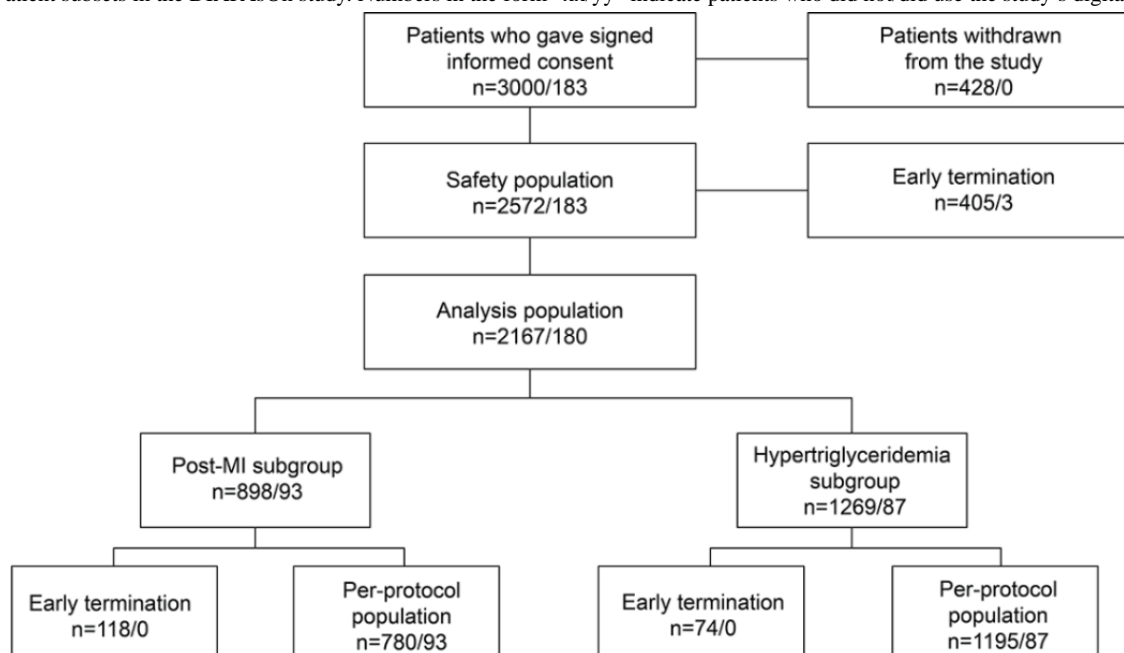 Patients who gave signed
informed consent
n=3000/183
Patients withdrawn
from the study
n=428/0
Safety population
n=2572/183
Early termination
n=405/3
Analysis population
n=2167/180
Post-MI subgroup
n=898/93
Hypertriglyceridemia
subgroup
n=1269/87
Early termination
n=118/0
Per-protocol
population
n=780/93
Early termination
n=74/0
Per-protocol
population
n=1195/87